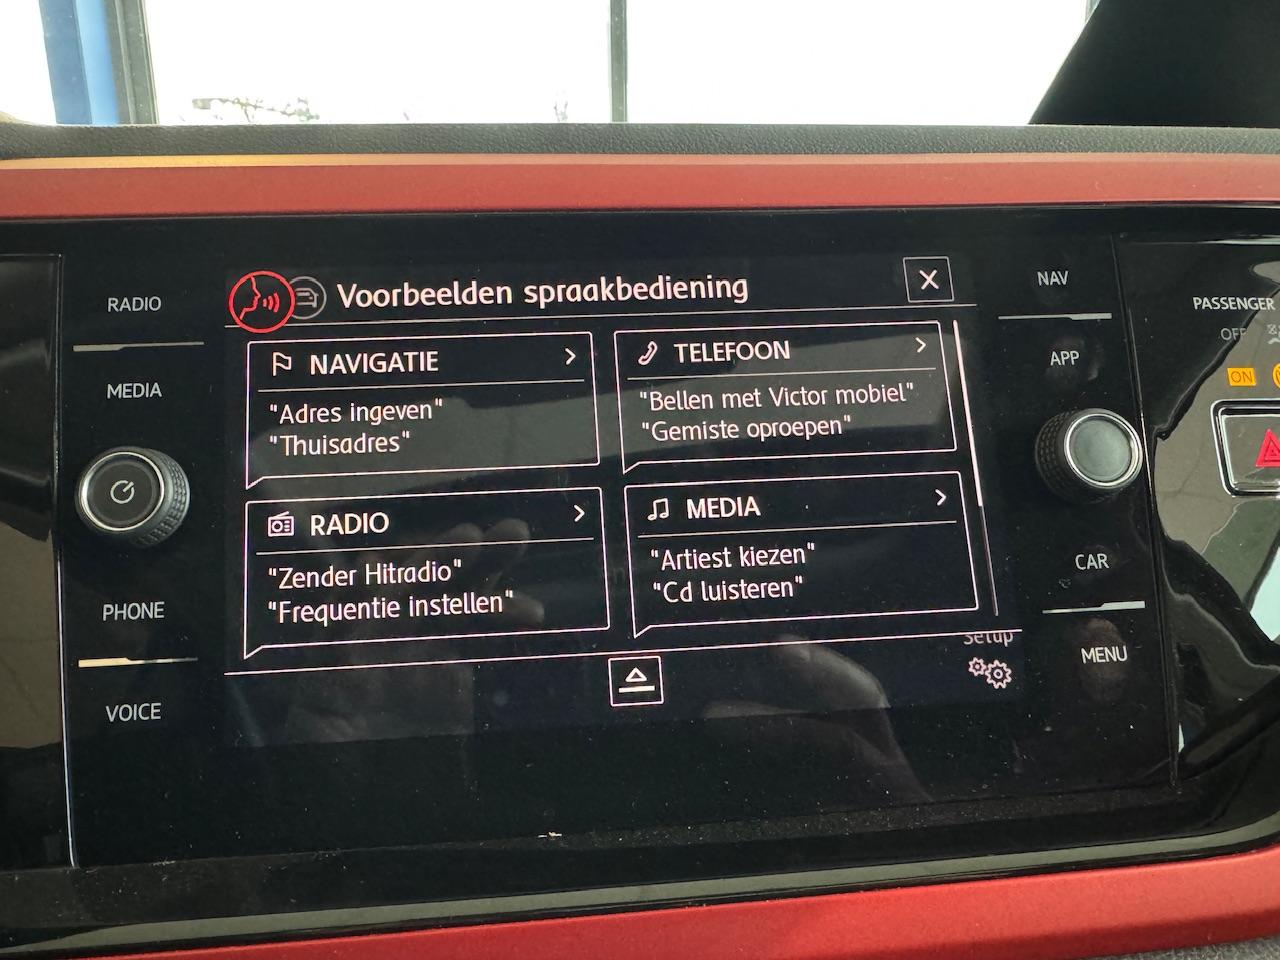 RADIO
MEDIA
PHONE
VOICE
Voorbeelden spraakbediening
X
NAVIGATIE
"Adres ingeven"
"Thuisadres"
TELEFOON
"Bellen met Victor mobiel"
"Gemiste oproepen"
RADIO
"Zender Hitradio"
"Frequentie instellen"
MEDIA
"Artiest kiezen"
"Cd luisteren"
Setup
NAV
APP
CAR
MENU
PASSENGER
OFF
ON